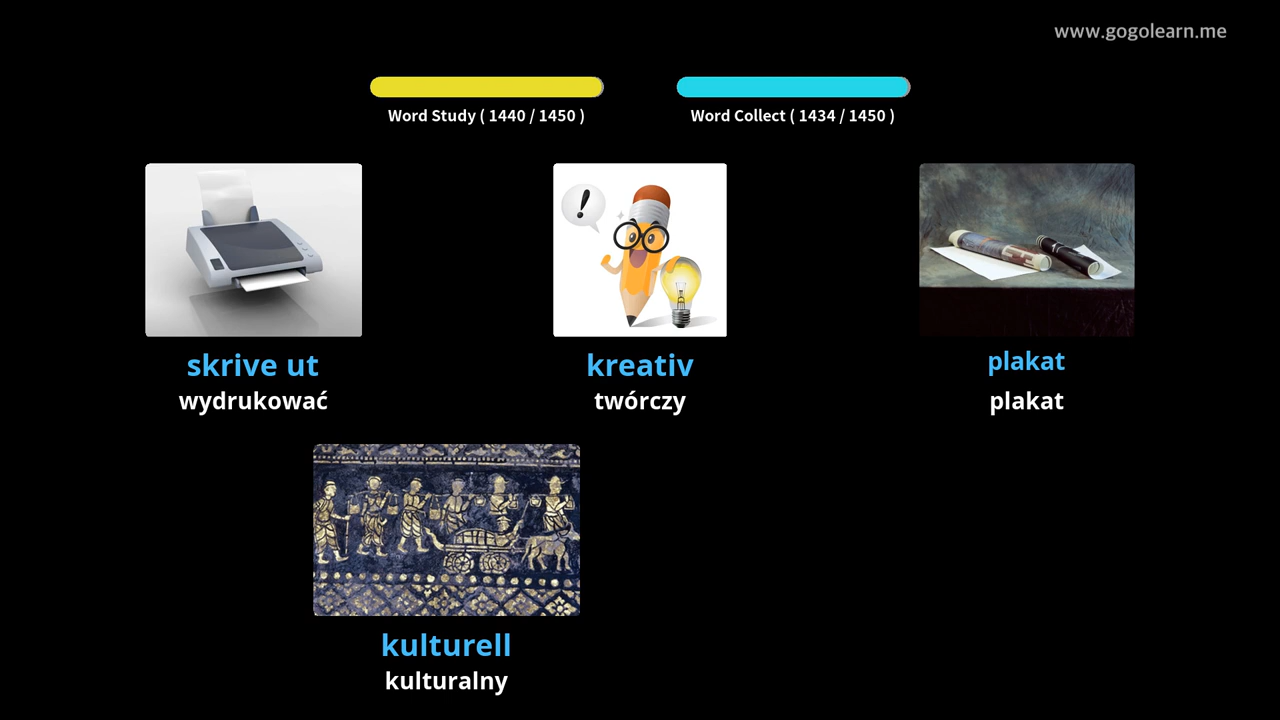 www.gogolearn.me
Word Study ( 1440 / 1450 )
Word Collect ( 1434 / 1450 )
skrive ut
wydrukować
kreativ
twórczy
plakat
plakat
kulturell
kulturalny